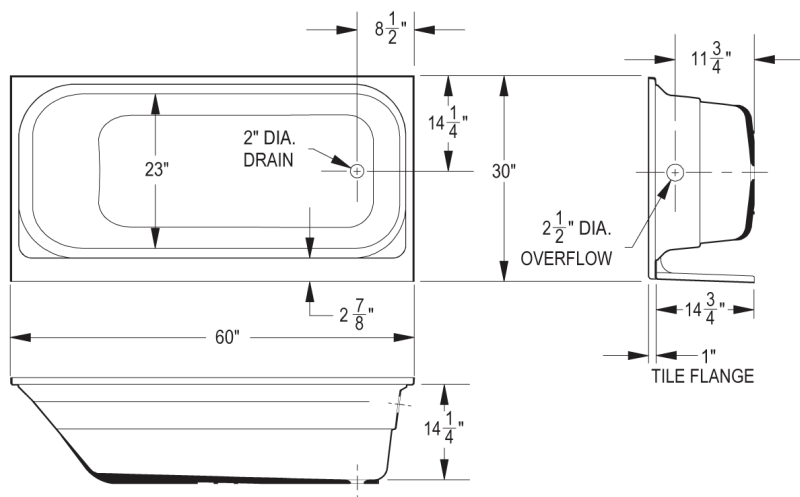 8 1/2"
11 3/4"
14 1/4"
2" DIA.
DRAIN
23"
30"
2 1/2" DIA.
OVERFLOW
2 7/8"
14 3/4"
60"
1"
TILE FLANGE
14 1/4"